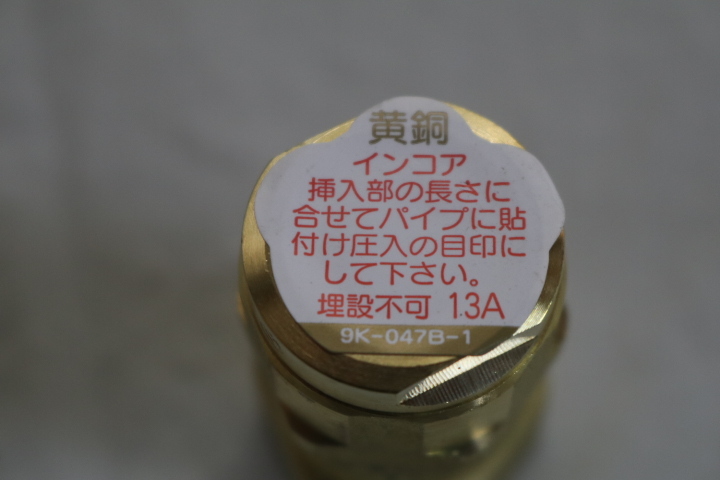 黄銅
インコア
挿入部の長さに
合せてパイプに貼
付け圧入の目印に
して下さい。
埋設不可 13A
9K-047B-1